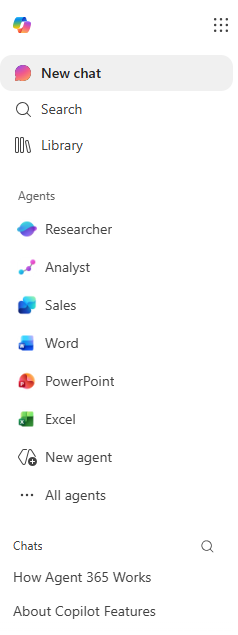 New chat
Search
Library
Agents
Researcher
Analyst
Sales
Word
PowerPoint
Excel
New agent
All agents
Chats
How Agent 365 Works
About Copilot Features